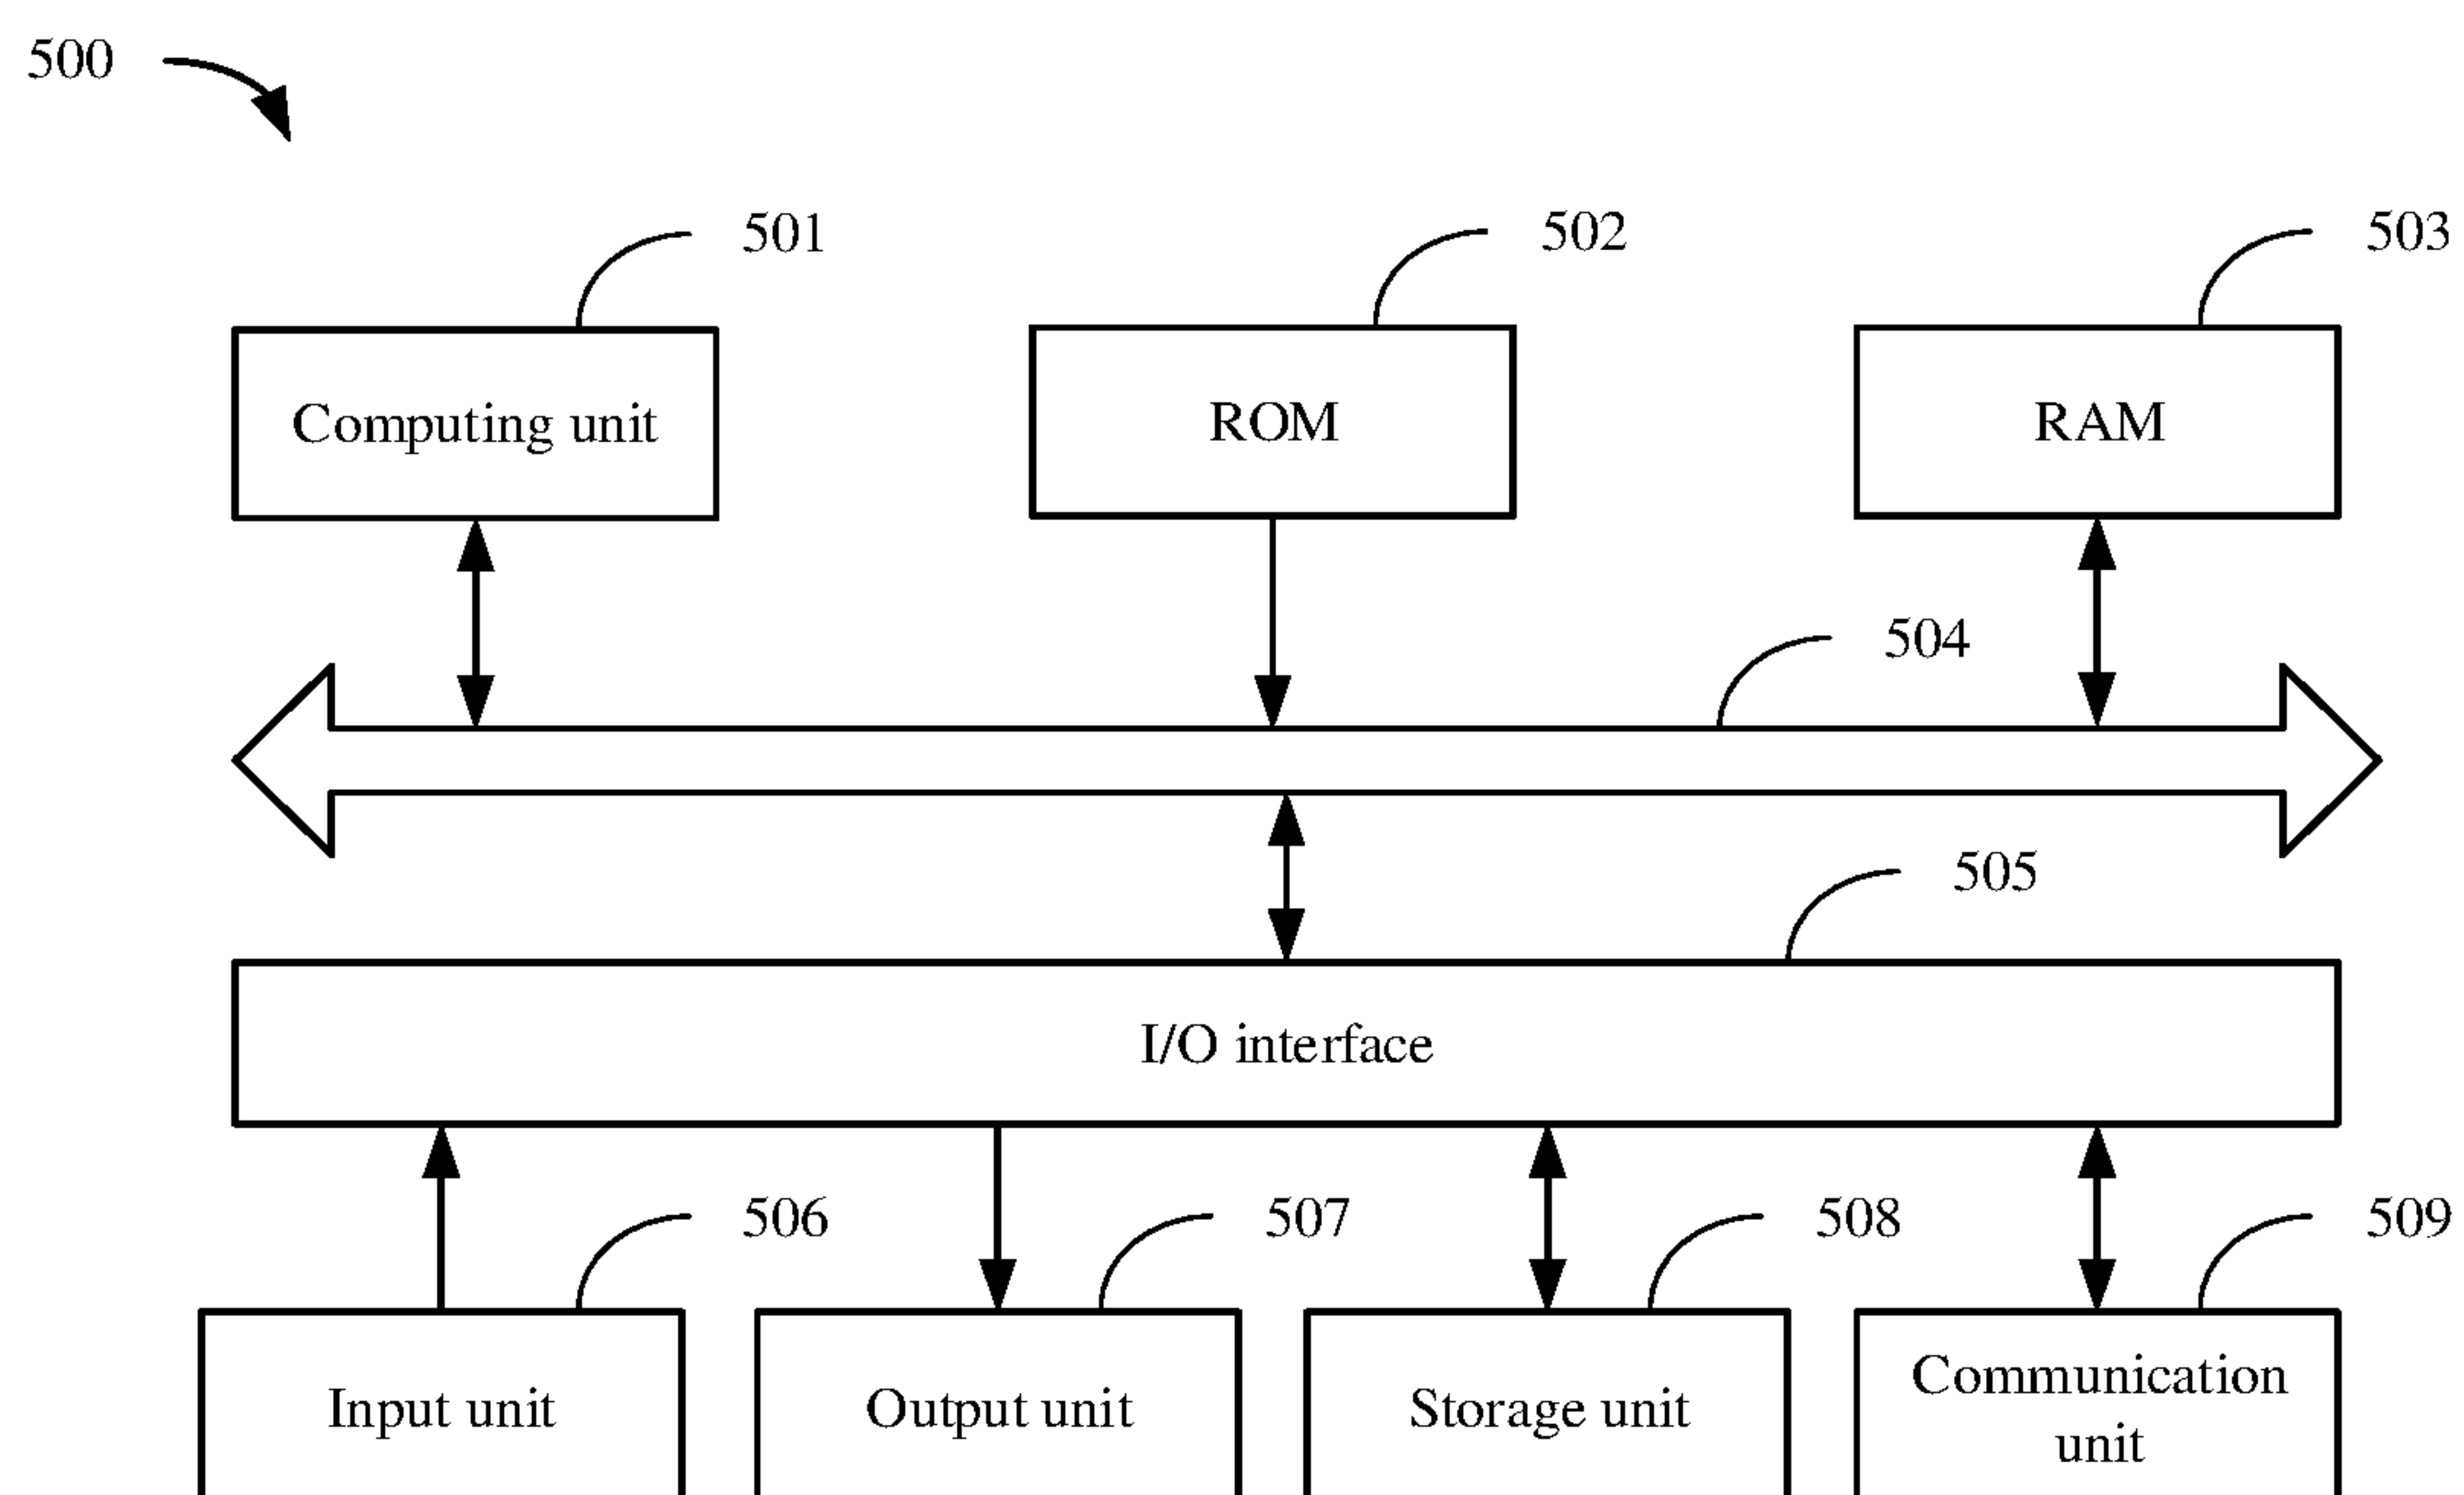 500
501
502
503
Computing unit
ROM
RAM
504
505
I/O interface
506
507
508
509
Input unit
Output unit
Storage unit
Communication
unit